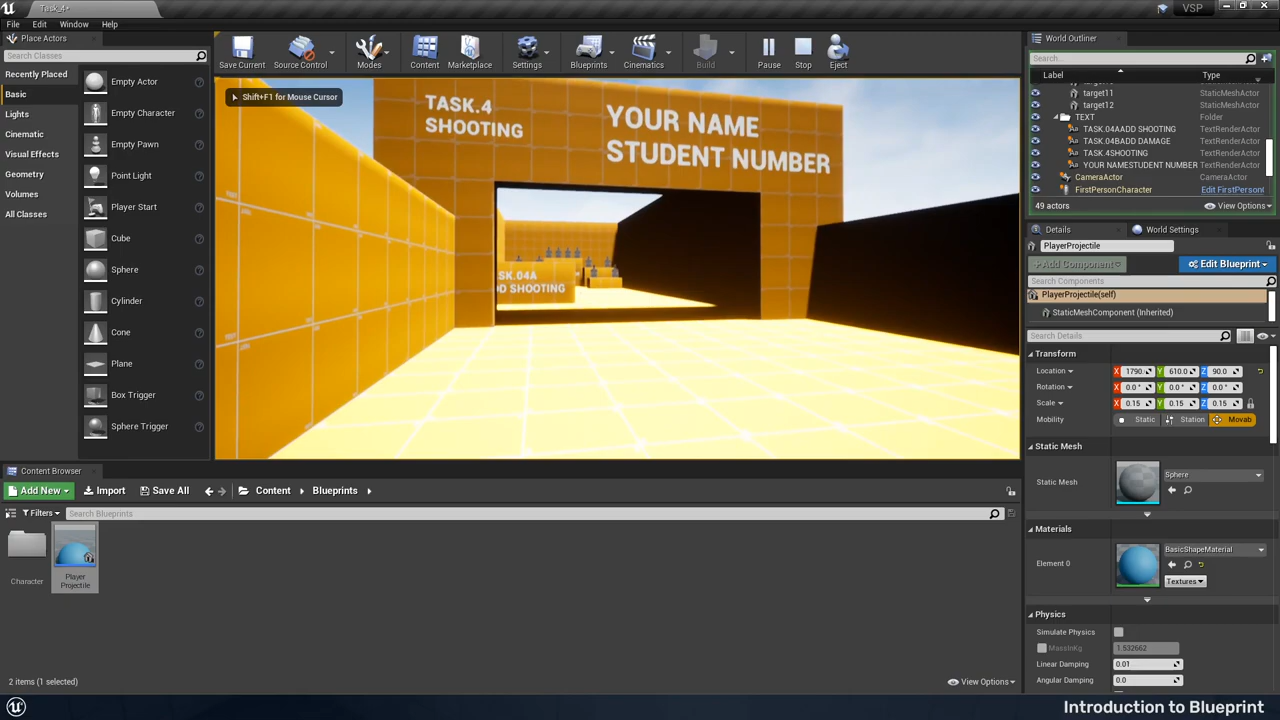 Task_4*
VSP
File Edit Window Help
Place Actors
Search Classes
Recently Placed
Basic
Lights
Cinematic
Visual Effects
Geometry
Volumes
All Classes
Empty Actor
Empty Character
Empty Pawn
Point Light
Player Start
Cube
Sphere
Cylinder
Cone
Plane
Box Trigger
Sphere Trigger
Save Current
Source Control
Modes
Content
Marketplace
Settings
Blueprints
Cinematics
Build
Pause
Stop
Eject
Shift+F1 for Mouse Cursor
TASK.4
SHOOTING
YOUR NAME
STUDENT NUMBER
SK.04A
DD SHOOTING
World Outliner
Search...
Label Type
target11 StaticMeshActor
target12 StaticMeshActor
TEXT Folder
TASK.04AADD SHOOTING TextRenderActor
TASK.04BADD DAMAGE TextRenderActor
TASK.4SHOOTING TextRenderActor
YOUR NAMESTUDENT NUMBER TextRenderActor
CameraActor CameraActor
FirstPersonCharacter Edit FirstPersonC
49 actors View Options
Details World Settings
PlayerProjectile
+Add Component Edit Blueprint
Search Components
PlayerProjectile(self)
StaticMeshComponent (Inherited)
Search Details
Transform
Location X 1790. Y 610.0 Z 90.0
Rotation X 0.0 ° Y 0.0 ° Z 0.0 °
Scale X 0.15 Y 0.15 Z 0.15
Mobility Static Station Movab
Static Mesh
Static Mesh Sphere
Materials
Element 0 BasicShapeMaterial
Textures
Physics
Simulate Physics
MassInKg 1.532662
Linear Damping 0.01
Angular Damping 0.0
Content Browser
Add New Import Save All Content Blueprints
Filters Search Blueprints
Character
Player
Projectile
2 items (1 selected) View Options
Introduction to Blueprint